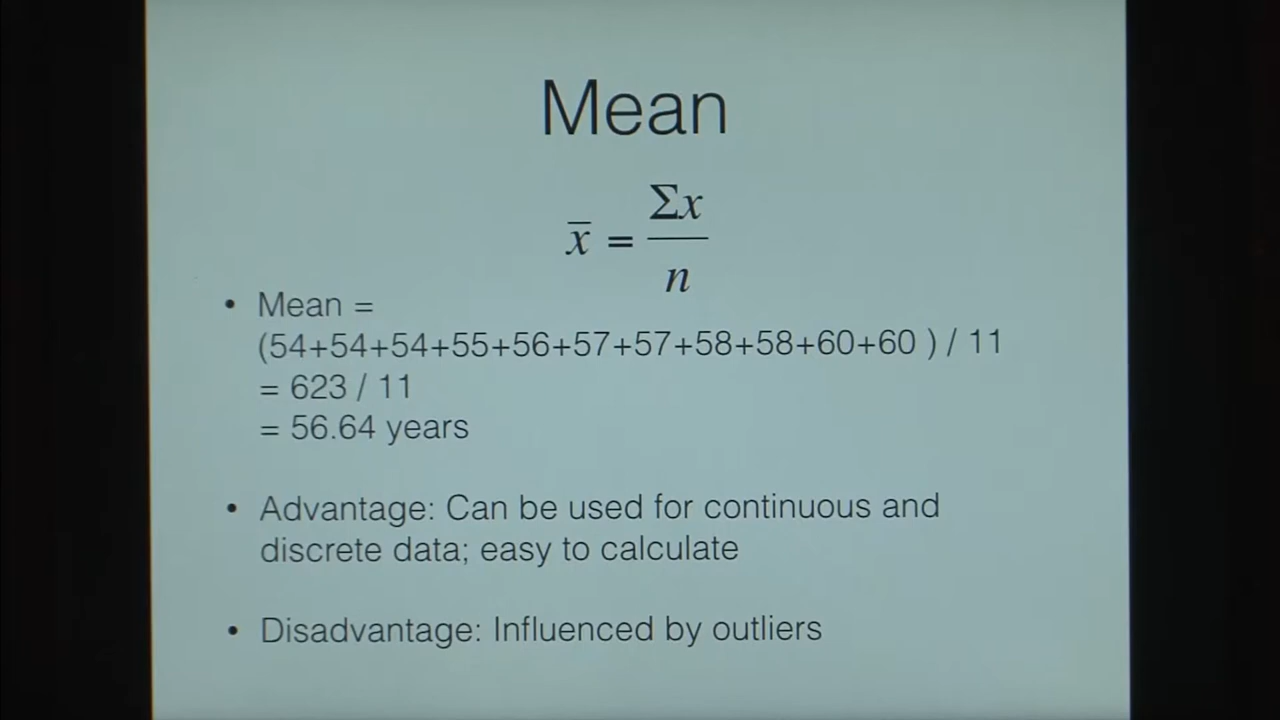 Mean
x̄ = Σx / n
• Mean =
(54+54+54+55+56+57+57+58+58+60+60 ) / 11
= 623 / 11
= 56.64 years
• Advantage: Can be used for continuous and
discrete data; easy to calculate
• Disadvantage: Influenced by outliers